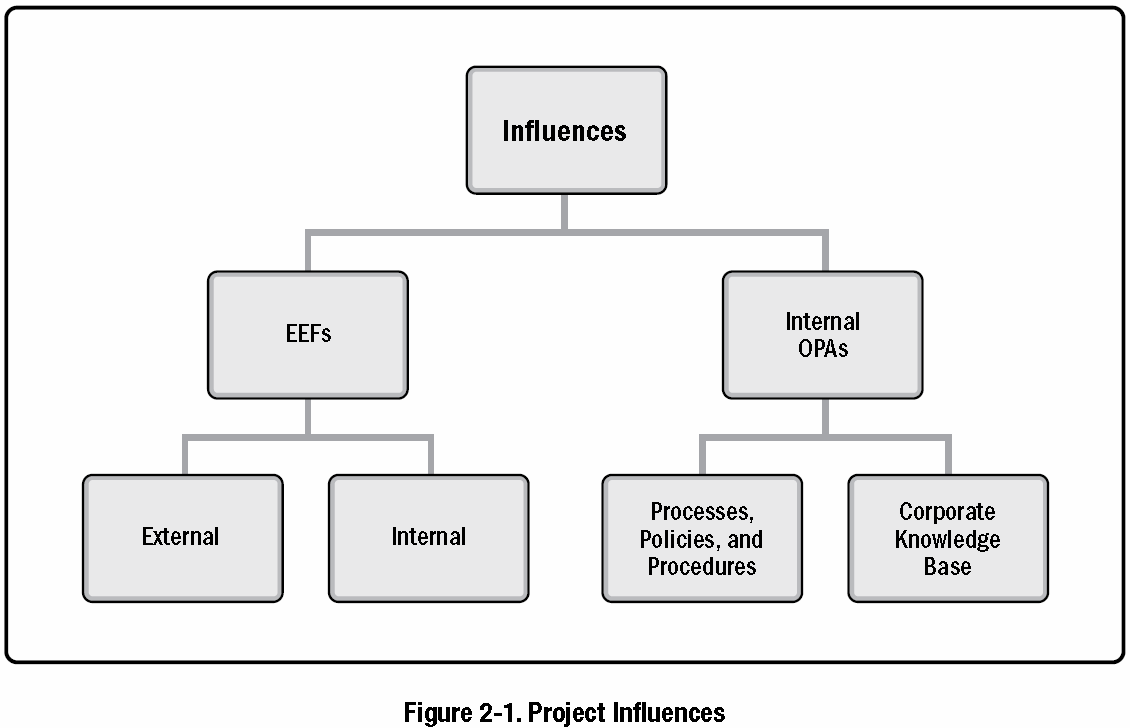 Influences
EEFs
Internal
OPAs
External
Internal
Processes,
Policies, and
Procedures
Corporate
Knowledge
Base
Figure 2-1. Project Influences